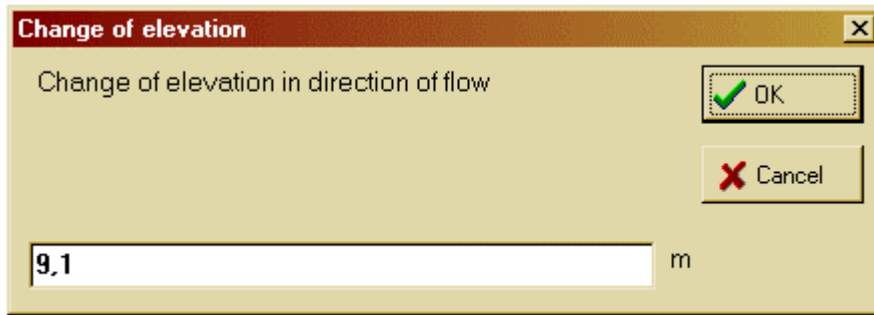 Change of elevation
Change of elevation in direction of flow
OK
Cancel
9,1 m